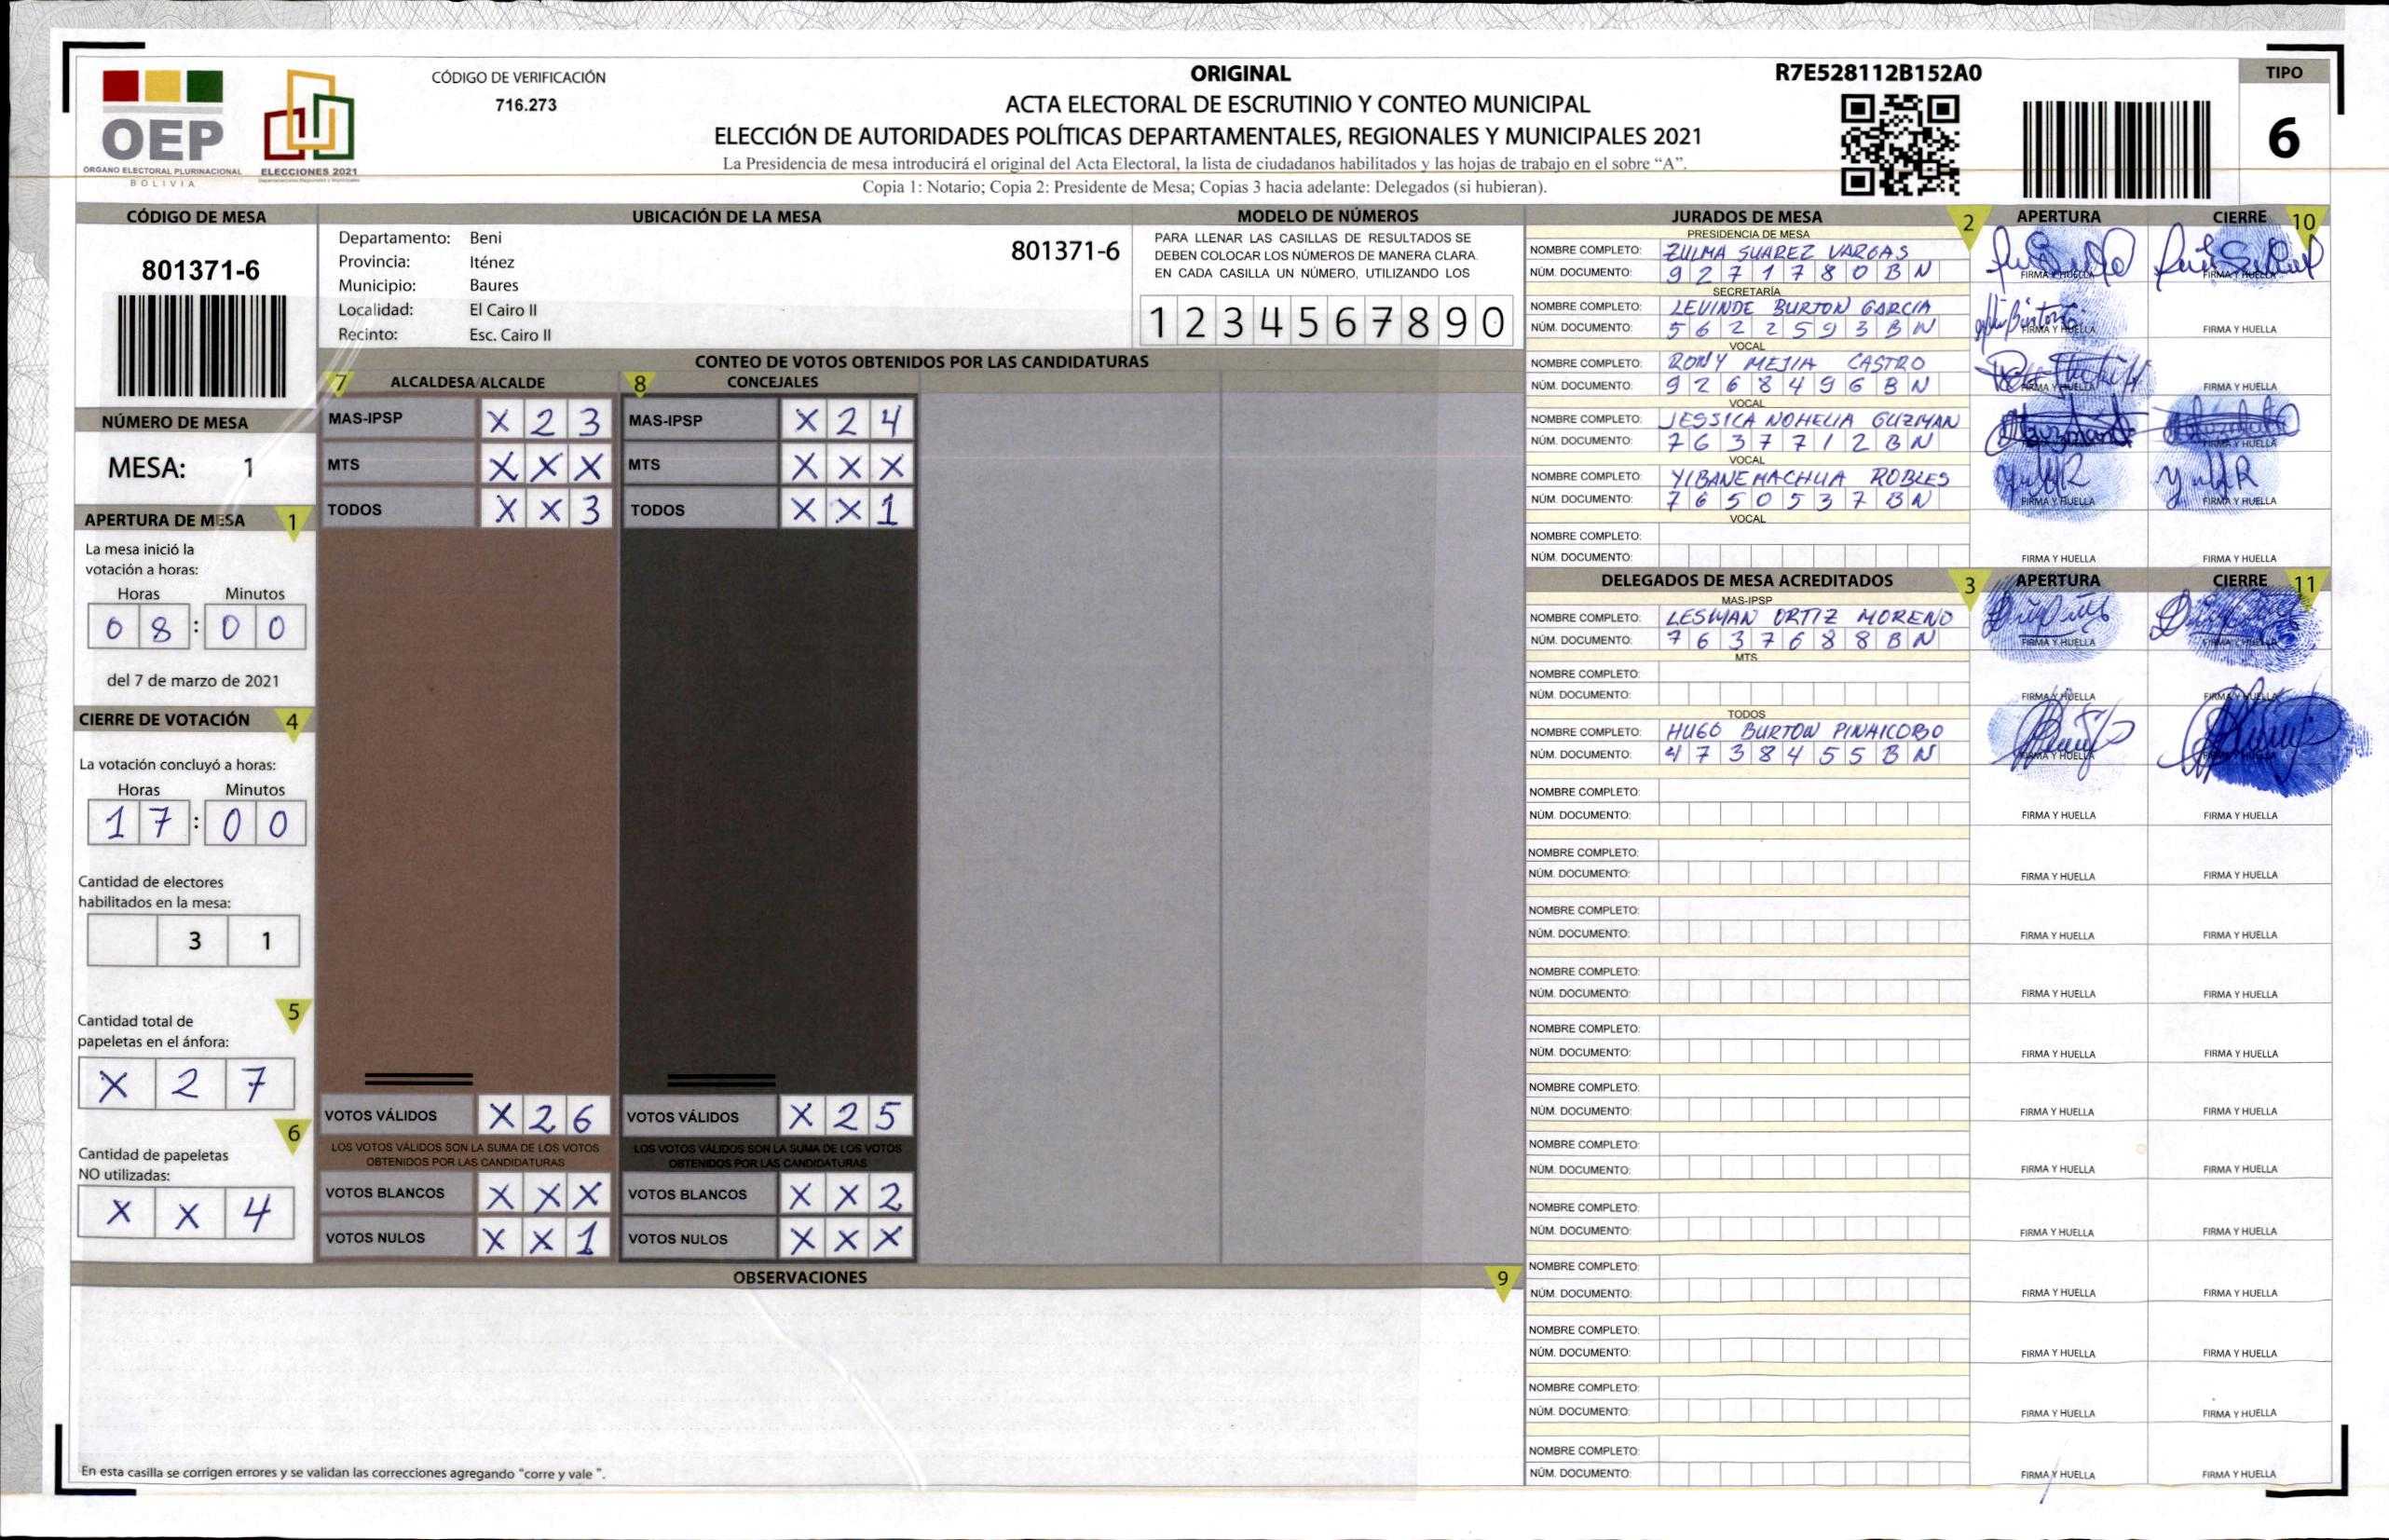 OEP
ORGANO ELECTORAL PLURINACIONAL
BOLIVIA
ELECCIONES 2021
CÓDIGO DE VERIFICACIÓN
716.273
ORIGINAL
ACTA ELECTORAL DE ESCRUTINIO Y CONTEO MUNICIPAL
ELECCIÓN DE AUTORIDADES POLÍTICAS DEPARTAMENTALES, REGIONALES Y MUNICIPALES 2021
La Presidencia de mesa introducirá el original del Acta Electoral, la lista de ciudadanos habilitados y las hojas de trabajo en el sobre “A”.
Copia 1: Notario; Copia 2: Presidente de Mesa; Copias 3 hacia adelante: Delegados (si hubieran).
R7E528112B152A0
TIPO
6
CÓDIGO DE MESA
801371-6
NÚMERO DE MESA
MESA: 1
APERTURA DE MESA 1
La mesa inició la
votación a horas:
Horas Minutos
0 8 : 0 0
del 7 de marzo de 2021
CIERRE DE VOTACIÓN 4
La votación concluyó a horas:
Horas Minutos
1 7 : 0 0
Cantidad de electores
habilitados en la mesa:
3 1
5
Cantidad total de
papeletas en el ánfora:
X 2 7
6
Cantidad de papeletas
NO utilizadas:
X X 4
UBICACIÓN DE LA MESA
Departamento: Beni
Provincia: Iténez
Municipio: Baures
Localidad: El Cairo II
Recinto: Esc. Cairo II
801371-6
MODELO DE NÚMEROS
PARA LLENAR LAS CASILLAS DE RESULTADOS SE
DEBEN COLOCAR LOS NÚMEROS DE MANERA CLARA.
EN CADA CASILLA UN NÚMERO, UTILIZANDO LOS
1 2 3 4 5 6 7 8 9 0
CONTEO DE VOTOS OBTENIDOS POR LAS CANDIDATURAS
7 ALCALDESA/ALCALDE
MAS-IPSP X 2 3
MTS X X X
TODOS X X 3
VOTOS VÁLIDOS X 2 6
LOS VOTOS VÁLIDOS SON LA SUMA DE LOS VOTOS
OBTENIDOS POR LAS CANDIDATURAS
VOTOS BLANCOS X X X
VOTOS NULOS X X 1
8 CONCEJALES
MAS-IPSP X 2 4
MTS X X X
TODOS X X 1
VOTOS VÁLIDOS X 2 5
LOS VOTOS VÁLIDOS SON LA SUMA DE LOS VOTOS
OBTENIDOS POR LAS CANDIDATURAS
VOTOS BLANCOS X X 2
VOTOS NULOS X X X
OBSERVACIONES 9
En esta casilla se corrigen errores y se validan las correcciones agregando “corre y vale ”.
JURADOS DE MESA 2 APERTURA CIERRE 10
PRESIDENCIA DE MESA
NOMBRE COMPLETO: ZULMA SUAREZ VARGAS
NÚM. DOCUMENTO: 9 2 7 1 7 8 0 B N FIRMA Y HUELLA FIRMA Y HUELLA
SECRETARÍA
NOMBRE COMPLETO: LEVINDE BURTON GARCIA
NÚM. DOCUMENTO: 5 6 2 2 5 9 3 B N FIRMA Y HUELLA FIRMA Y HUELLA
VOCAL
NOMBRE COMPLETO: RONY MEJIA CASTRO
NÚM. DOCUMENTO: 9 2 6 8 4 9 6 B N FIRMA Y HUELLA FIRMA Y HUELLA
VOCAL
NOMBRE COMPLETO: JESSICA NOHELIA GUZMAN
NÚM. DOCUMENTO: 7 6 3 7 7 1 2 B N FIRMA Y HUELLA
VOCAL
NOMBRE COMPLETO: YIBANE MACHUA ROBLES
NÚM. DOCUMENTO: 7 6 5 0 5 3 7 B N FIRMA Y HUELLA FIRMA Y HUELLA
VOCAL
NOMBRE COMPLETO:
NÚM. DOCUMENTO: FIRMA Y HUELLA FIRMA Y HUELLA
DELEGADOS DE MESA ACREDITADOS 3 APERTURA CIERRE 11
MAS-IPSP
NOMBRE COMPLETO: LESMAN ORTIZ MORENO
NÚM. DOCUMENTO: 7 6 3 7 6 8 8 B N FIRMA Y HUELLA FIRMA Y HUELLA
MTS
NOMBRE COMPLETO:
NÚM. DOCUMENTO: FIRMA Y HUELLA FIRMA Y HUELLA
TODOS
NOMBRE COMPLETO: HUGO BURTON PINAICOBO
NÚM. DOCUMENTO: 4 7 3 8 4 5 5 B N FIRMA Y HUELLA
NOMBRE COMPLETO:
NÚM. DOCUMENTO: FIRMA Y HUELLA FIRMA Y HUELLA
NOMBRE COMPLETO:
NÚM. DOCUMENTO: FIRMA Y HUELLA FIRMA Y HUELLA
NOMBRE COMPLETO:
NÚM. DOCUMENTO: FIRMA Y HUELLA FIRMA Y HUELLA
NOMBRE COMPLETO:
NÚM. DOCUMENTO: FIRMA Y HUELLA FIRMA Y HUELLA
NOMBRE COMPLETO:
NÚM. DOCUMENTO: FIRMA Y HUELLA FIRMA Y HUELLA
NOMBRE COMPLETO:
NÚM. DOCUMENTO: FIRMA Y HUELLA FIRMA Y HUELLA
NOMBRE COMPLETO:
NÚM. DOCUMENTO: FIRMA Y HUELLA FIRMA Y HUELLA
NOMBRE COMPLETO:
NÚM. DOCUMENTO: FIRMA Y HUELLA FIRMA Y HUELLA
NOMBRE COMPLETO:
NÚM. DOCUMENTO: FIRMA Y HUELLA FIRMA Y HUELLA
NOMBRE COMPLETO:
NÚM. DOCUMENTO: FIRMA Y HUELLA FIRMA Y HUELLA
NOMBRE COMPLETO:
NÚM. DOCUMENTO: FIRMA Y HUELLA FIRMA Y HUELLA
NOMBRE COMPLETO:
NÚM. DOCUMENTO: FIRMA Y HUELLA FIRMA Y HUELLA